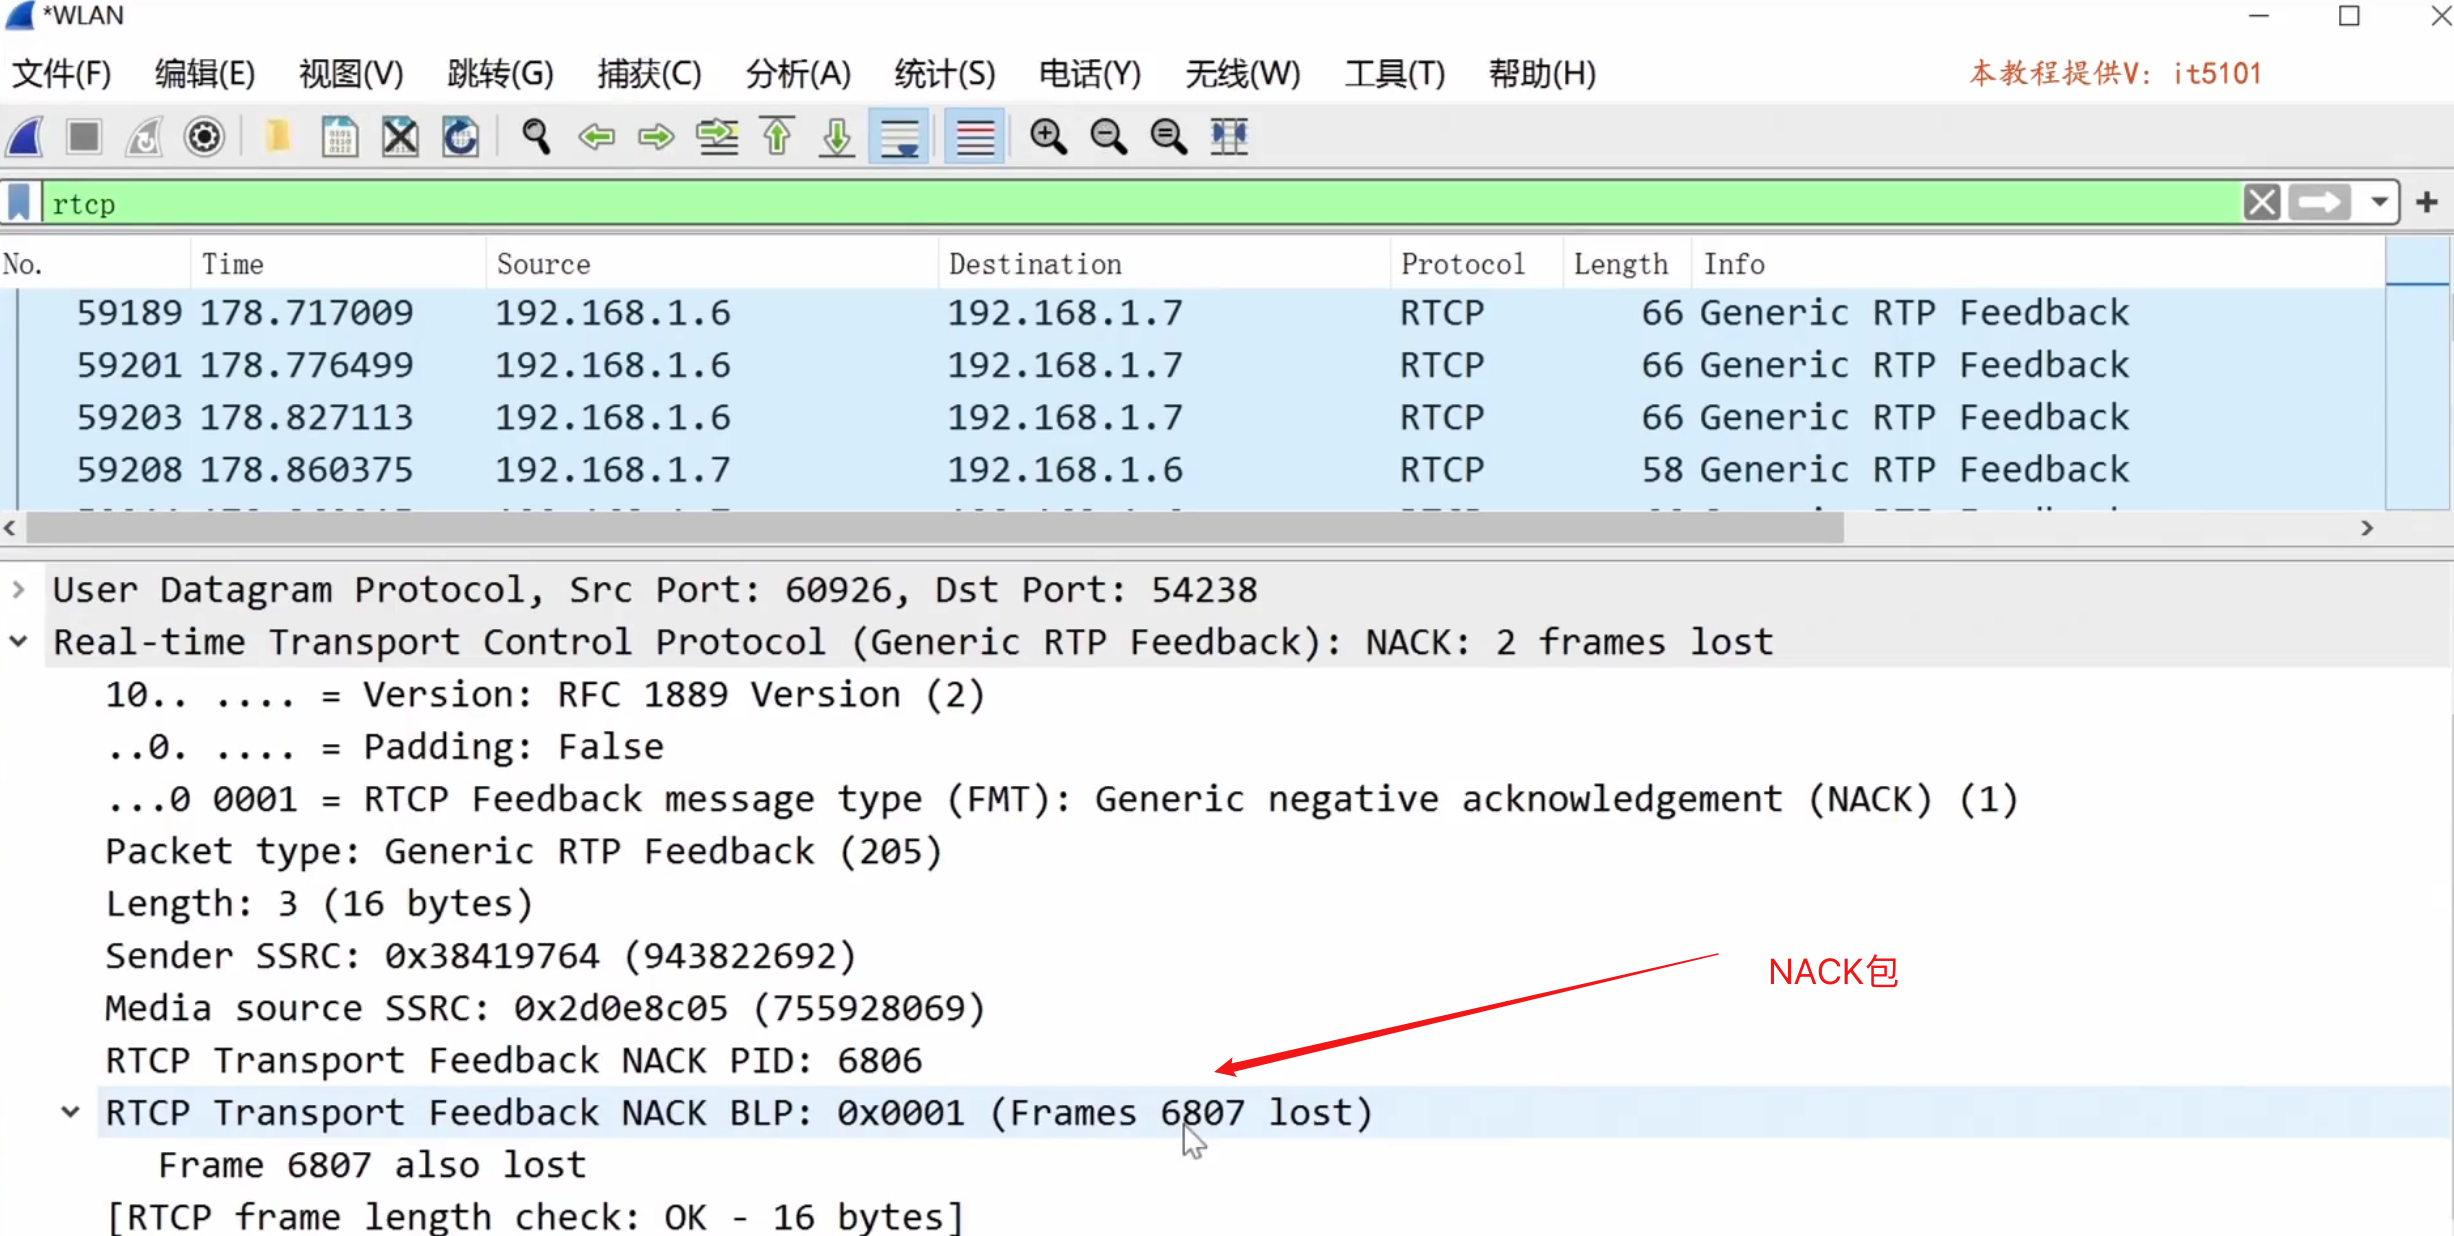 *WLAN
文件(F) 编辑(E) 视图(V) 跳转(G) 捕获(C) 分析(A) 统计(S) 电话(Y) 无线(W) 工具(T) 帮助(H) 本教程提供V: it5101
rtcp
No. Time Source Destination Protocol Length Info
59189 178.717009 192.168.1.6 192.168.1.7 RTCP 66 Generic RTP Feedback
59201 178.776499 192.168.1.6 192.168.1.7 RTCP 66 Generic RTP Feedback
59203 178.827113 192.168.1.6 192.168.1.7 RTCP 66 Generic RTP Feedback
59208 178.860375 192.168.1.7 192.168.1.6 RTCP 58 Generic RTP Feedback
User Datagram Protocol, Src Port: 60926, Dst Port: 54238
Real-time Transport Control Protocol (Generic RTP Feedback): NACK: 2 frames lost
10.. .... = Version: RFC 1889 Version (2)
..0. .... = Padding: False
...0 0001 = RTCP Feedback message type (FMT): Generic negative acknowledgement (NACK) (1)
Packet type: Generic RTP Feedback (205)
Length: 3 (16 bytes)
Sender SSRC: 0x38419764 (943822692)
Media source SSRC: 0x2d0e8c05 (755928069)
NACK包
RTCP Transport Feedback NACK PID: 6806
RTCP Transport Feedback NACK BLP: 0x0001 (Frames 6807 lost)
Frame 6807 also lost
[RTCP frame length check: OK - 16 bytes]